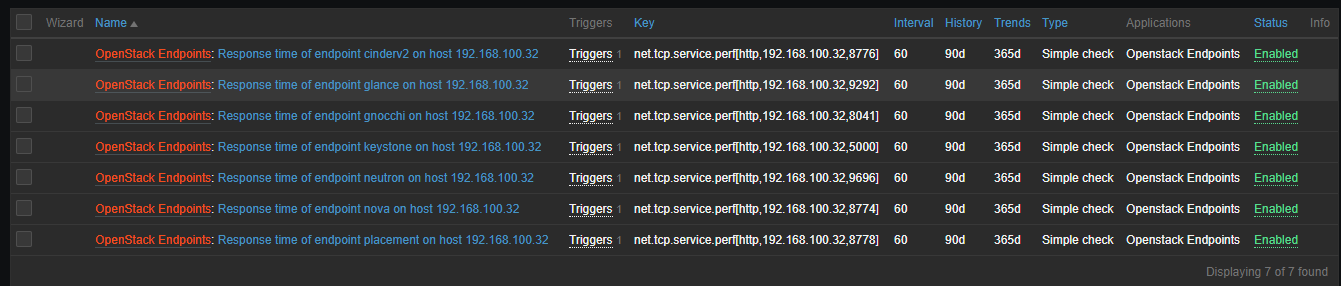 Wizard Name Triggers Key Interval History Trends Type Applications Status Info
OpenStack Endpoints: Response time of endpoint cinderv2 on host 192.168.100.32 Triggers 1 net.tcp.service.perf[http,192.168.100.32,8776] 60 90d 365d Simple check Openstack Endpoints Enabled
OpenStack Endpoints: Response time of endpoint glance on host 192.168.100.32 Triggers 1 net.tcp.service.perf[http,192.168.100.32,9292] 60 90d 365d Simple check Openstack Endpoints Enabled
OpenStack Endpoints: Response time of endpoint gnocchi on host 192.168.100.32 Triggers 1 net.tcp.service.perf[http,192.168.100.32,8041] 60 90d 365d Simple check Openstack Endpoints Enabled
OpenStack Endpoints: Response time of endpoint keystone on host 192.168.100.32 Triggers 1 net.tcp.service.perf[http,192.168.100.32,5000] 60 90d 365d Simple check Openstack Endpoints Enabled
OpenStack Endpoints: Response time of endpoint neutron on host 192.168.100.32 Triggers 1 net.tcp.service.perf[http,192.168.100.32,9696] 60 90d 365d Simple check Openstack Endpoints Enabled
OpenStack Endpoints: Response time of endpoint nova on host 192.168.100.32 Triggers 1 net.tcp.service.perf[http,192.168.100.32,8774] 60 90d 365d Simple check Openstack Endpoints Enabled
OpenStack Endpoints: Response time of endpoint placement on host 192.168.100.32 Triggers 1 net.tcp.service.perf[http,192.168.100.32,8778] 60 90d 365d Simple check Openstack Endpoints Enabled
Displaying 7 of 7 found